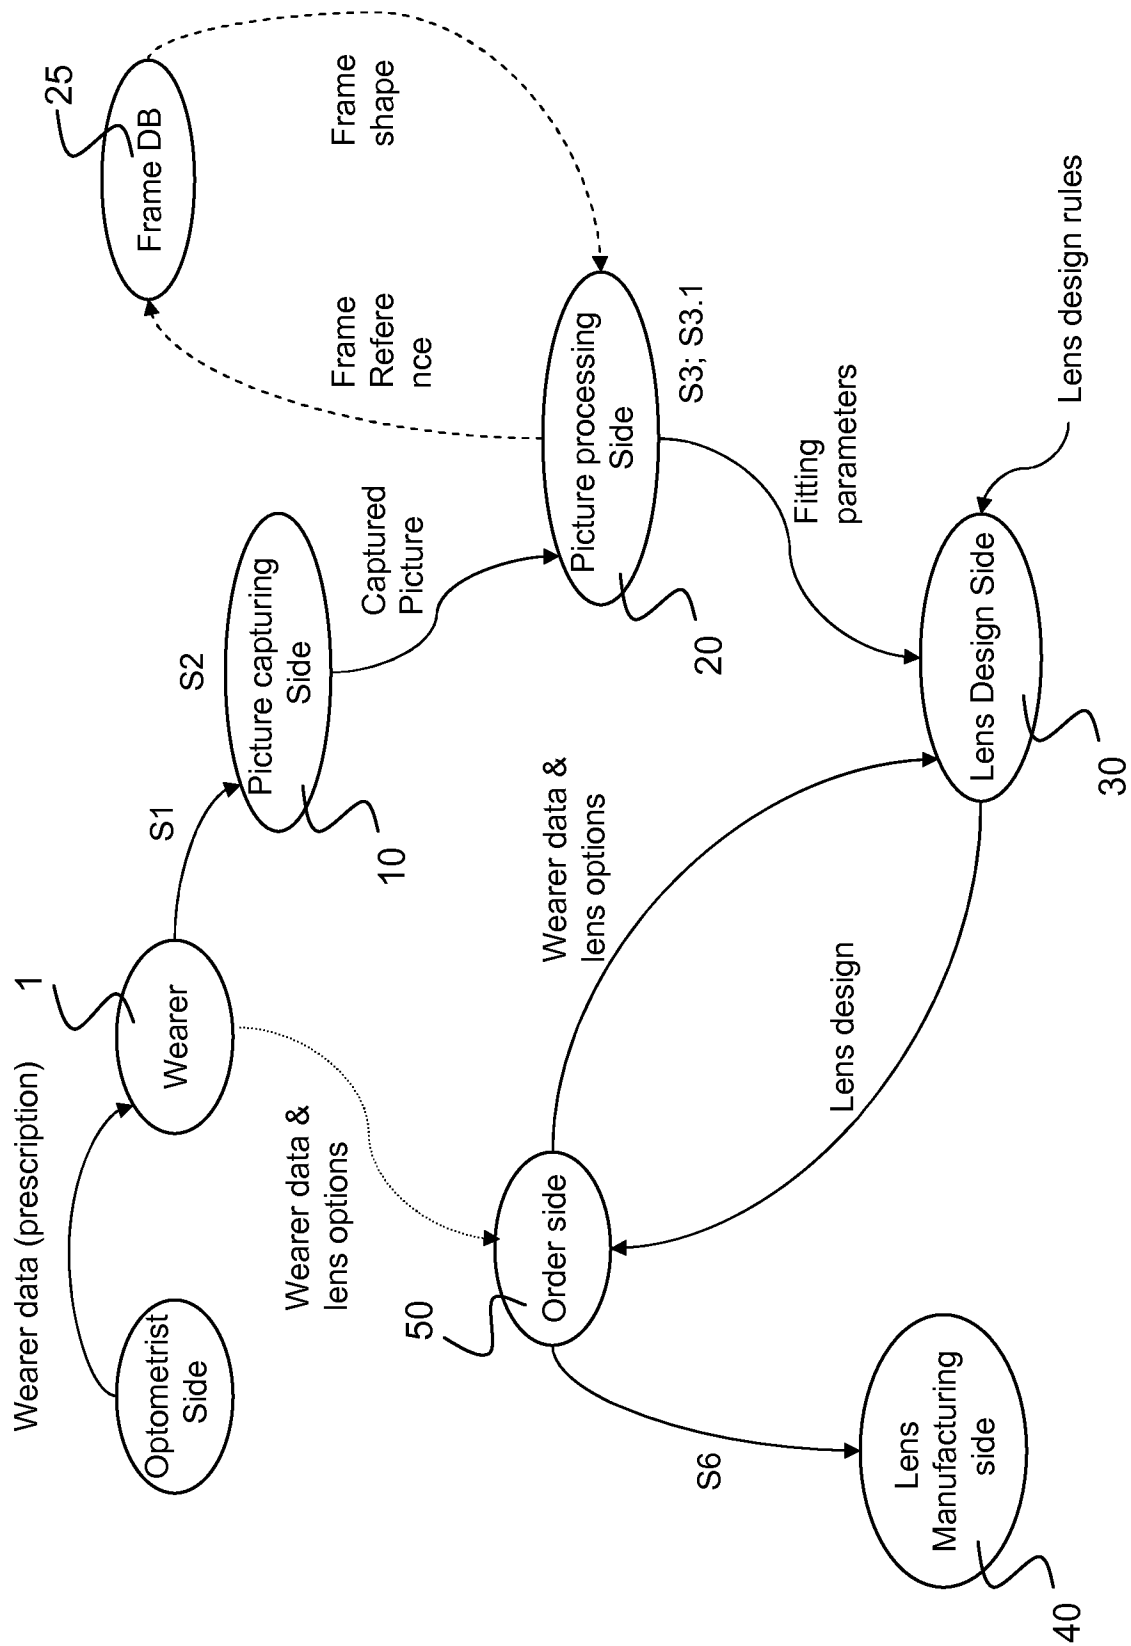 Wearer data (prescription)
Optometrist
Side
1
Wearer
S1
S2
Picture capturing
Side
10
25
Frame DB
Frame
Refere
nce
Frame
shape
Captured
Picture
Wearer data &
lens options
50
Order side
Picture processing
Side
S3; S3.1
20
Wearer data &
lens options
Fitting
parameters
Lens design
S6
Lens
Manufacturing
side
40
Lens Design Side
30
Lens design rules